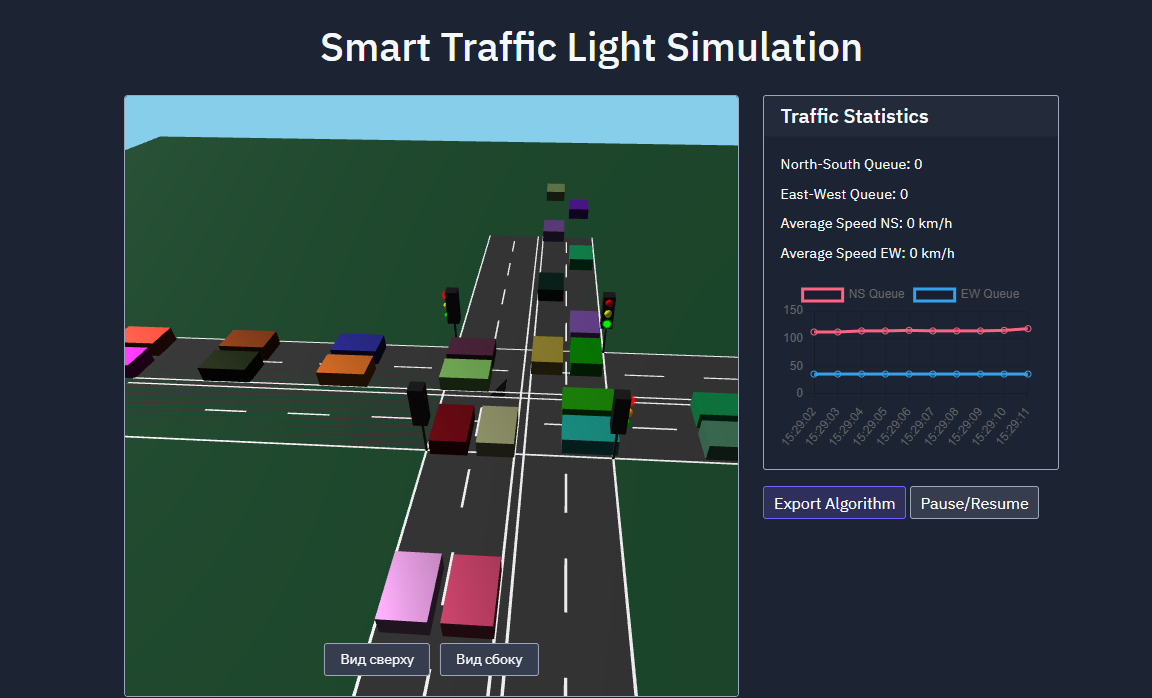 Smart Traffic Light Simulation
Traffic Statistics
North-South Queue: 0
East-West Queue: 0
Average Speed NS: 0 km/h
Average Speed EW: 0 km/h
NS Queue EW Queue
150
100
50
0
15:29:02 15:29:03 15:29:04 15:29:05 15:29:06 15:29:07 15:29:08 15:29:09 15:29:10 15:29:11
Export Algorithm Pause/Resume
Вид сверху Вид сбоку